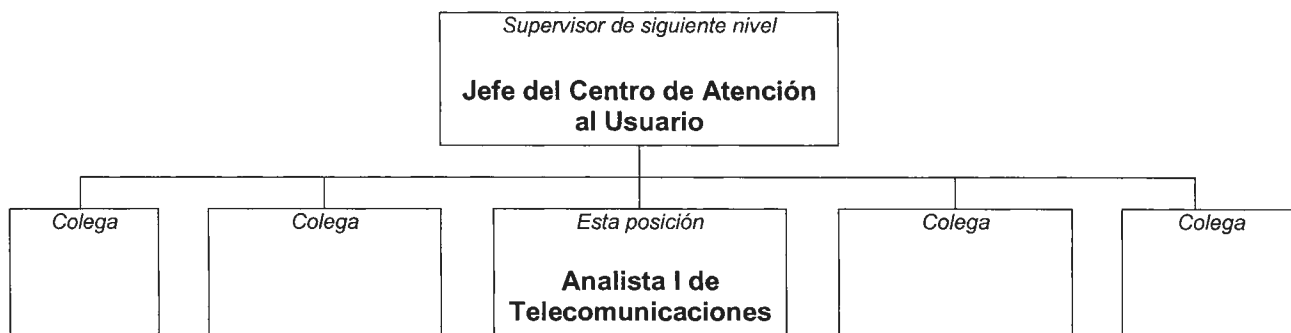 Supervisor de siguiente nivel
Jefe del Centro de Atención
al Usuario
Colega
Colega
Esta posición
Colega
Colega
Analista I de
Telecomunicaciones